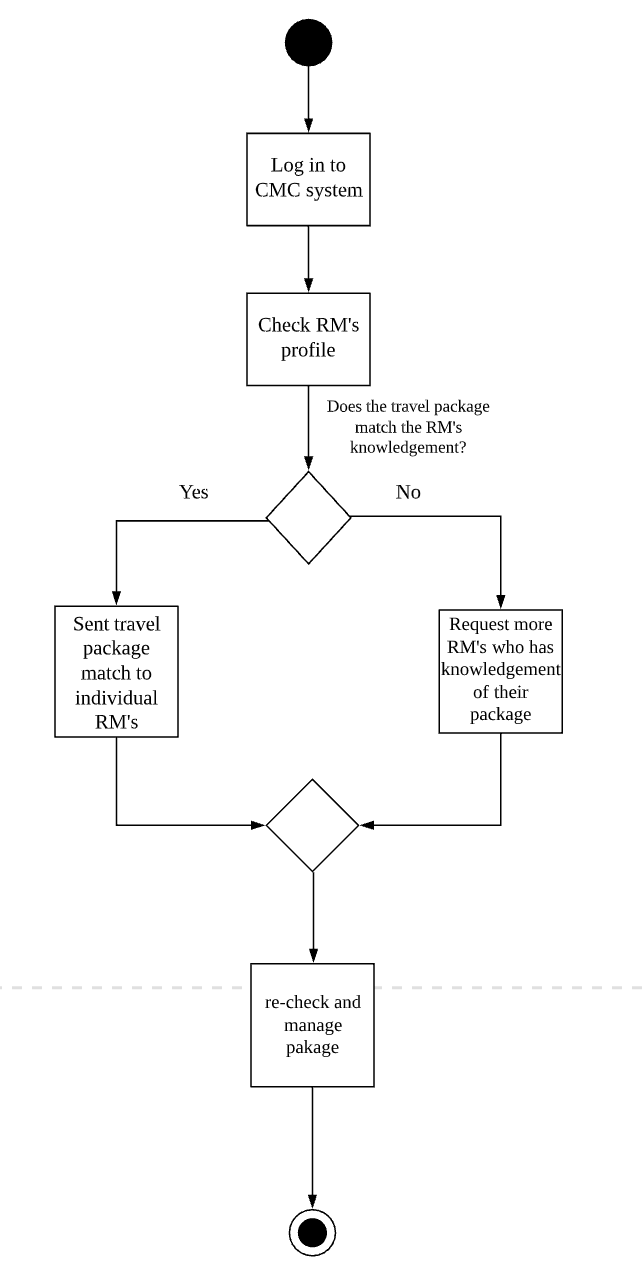 Log in to
CMC system
Check RM's
profile
Does the travel package
match the RM's
knowledgement?
Yes
No
Sent travel
package
match to
individual
RM's
Request more
RM's who has
knowledgement
of their
package
re-check and
manage
pakage